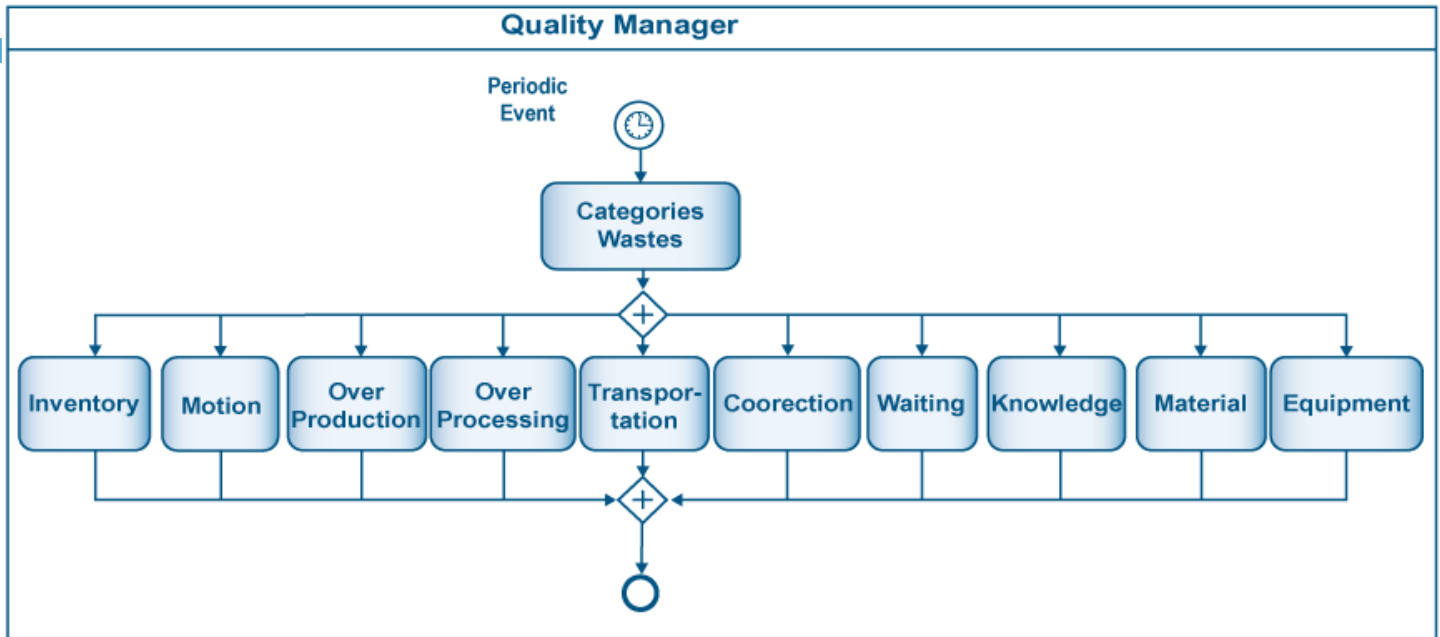 Quality Manager
Periodic
Event
Categories
Wastes
Inventory
Motion
Over
Production
Over
Processing
Transpor-
tation
Coorection
Waiting
Knowledge
Material
Equipment